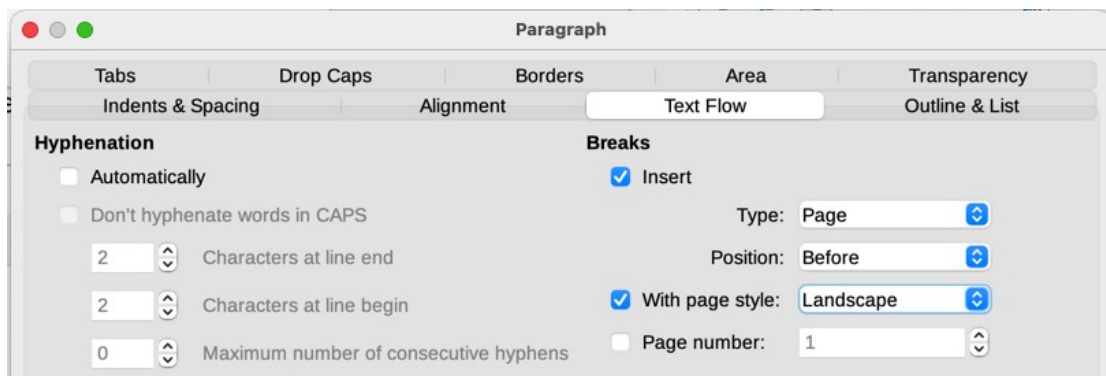 Paragraph
Tabs Drop Caps Borders Area Transparency
Indents & Spacing Alignment Text Flow Outline & List
Hyphenation
Automatically
Don't hyphenate words in CAPS
2 Characters at line end
2 Characters at line begin
0 Maximum number of consecutive hyphens
Breaks
Insert
Type: Page
Position: Before
With page style: Landscape
Page number: 1